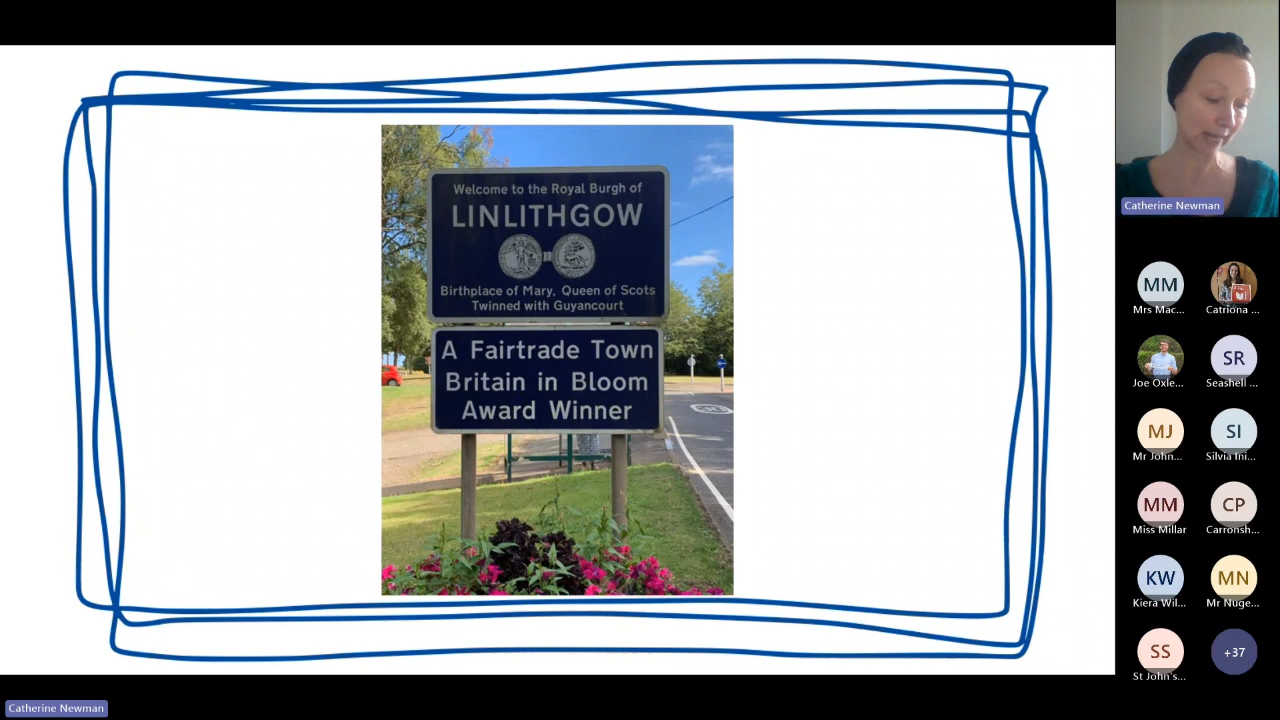 Welcome to the Royal Burgh of
LINLITHGOW
Birthplace of Mary, Queen of Scots
Twinned with Guyancourt
A Fairtrade Town
Britain in Bloom
Award Winner
Catherine Newman
MM
Mrs Mac...
Catriona ...
Joe Oxle...
SR
Seashell ...
MJ
Mr John...
SI
Silvia Ini...
MM
Miss Millar
CP
Carronsh...
KW
Kiera Wil...
MN
Mr Nuge...
SS
St John's...
+37
Catherine Newman